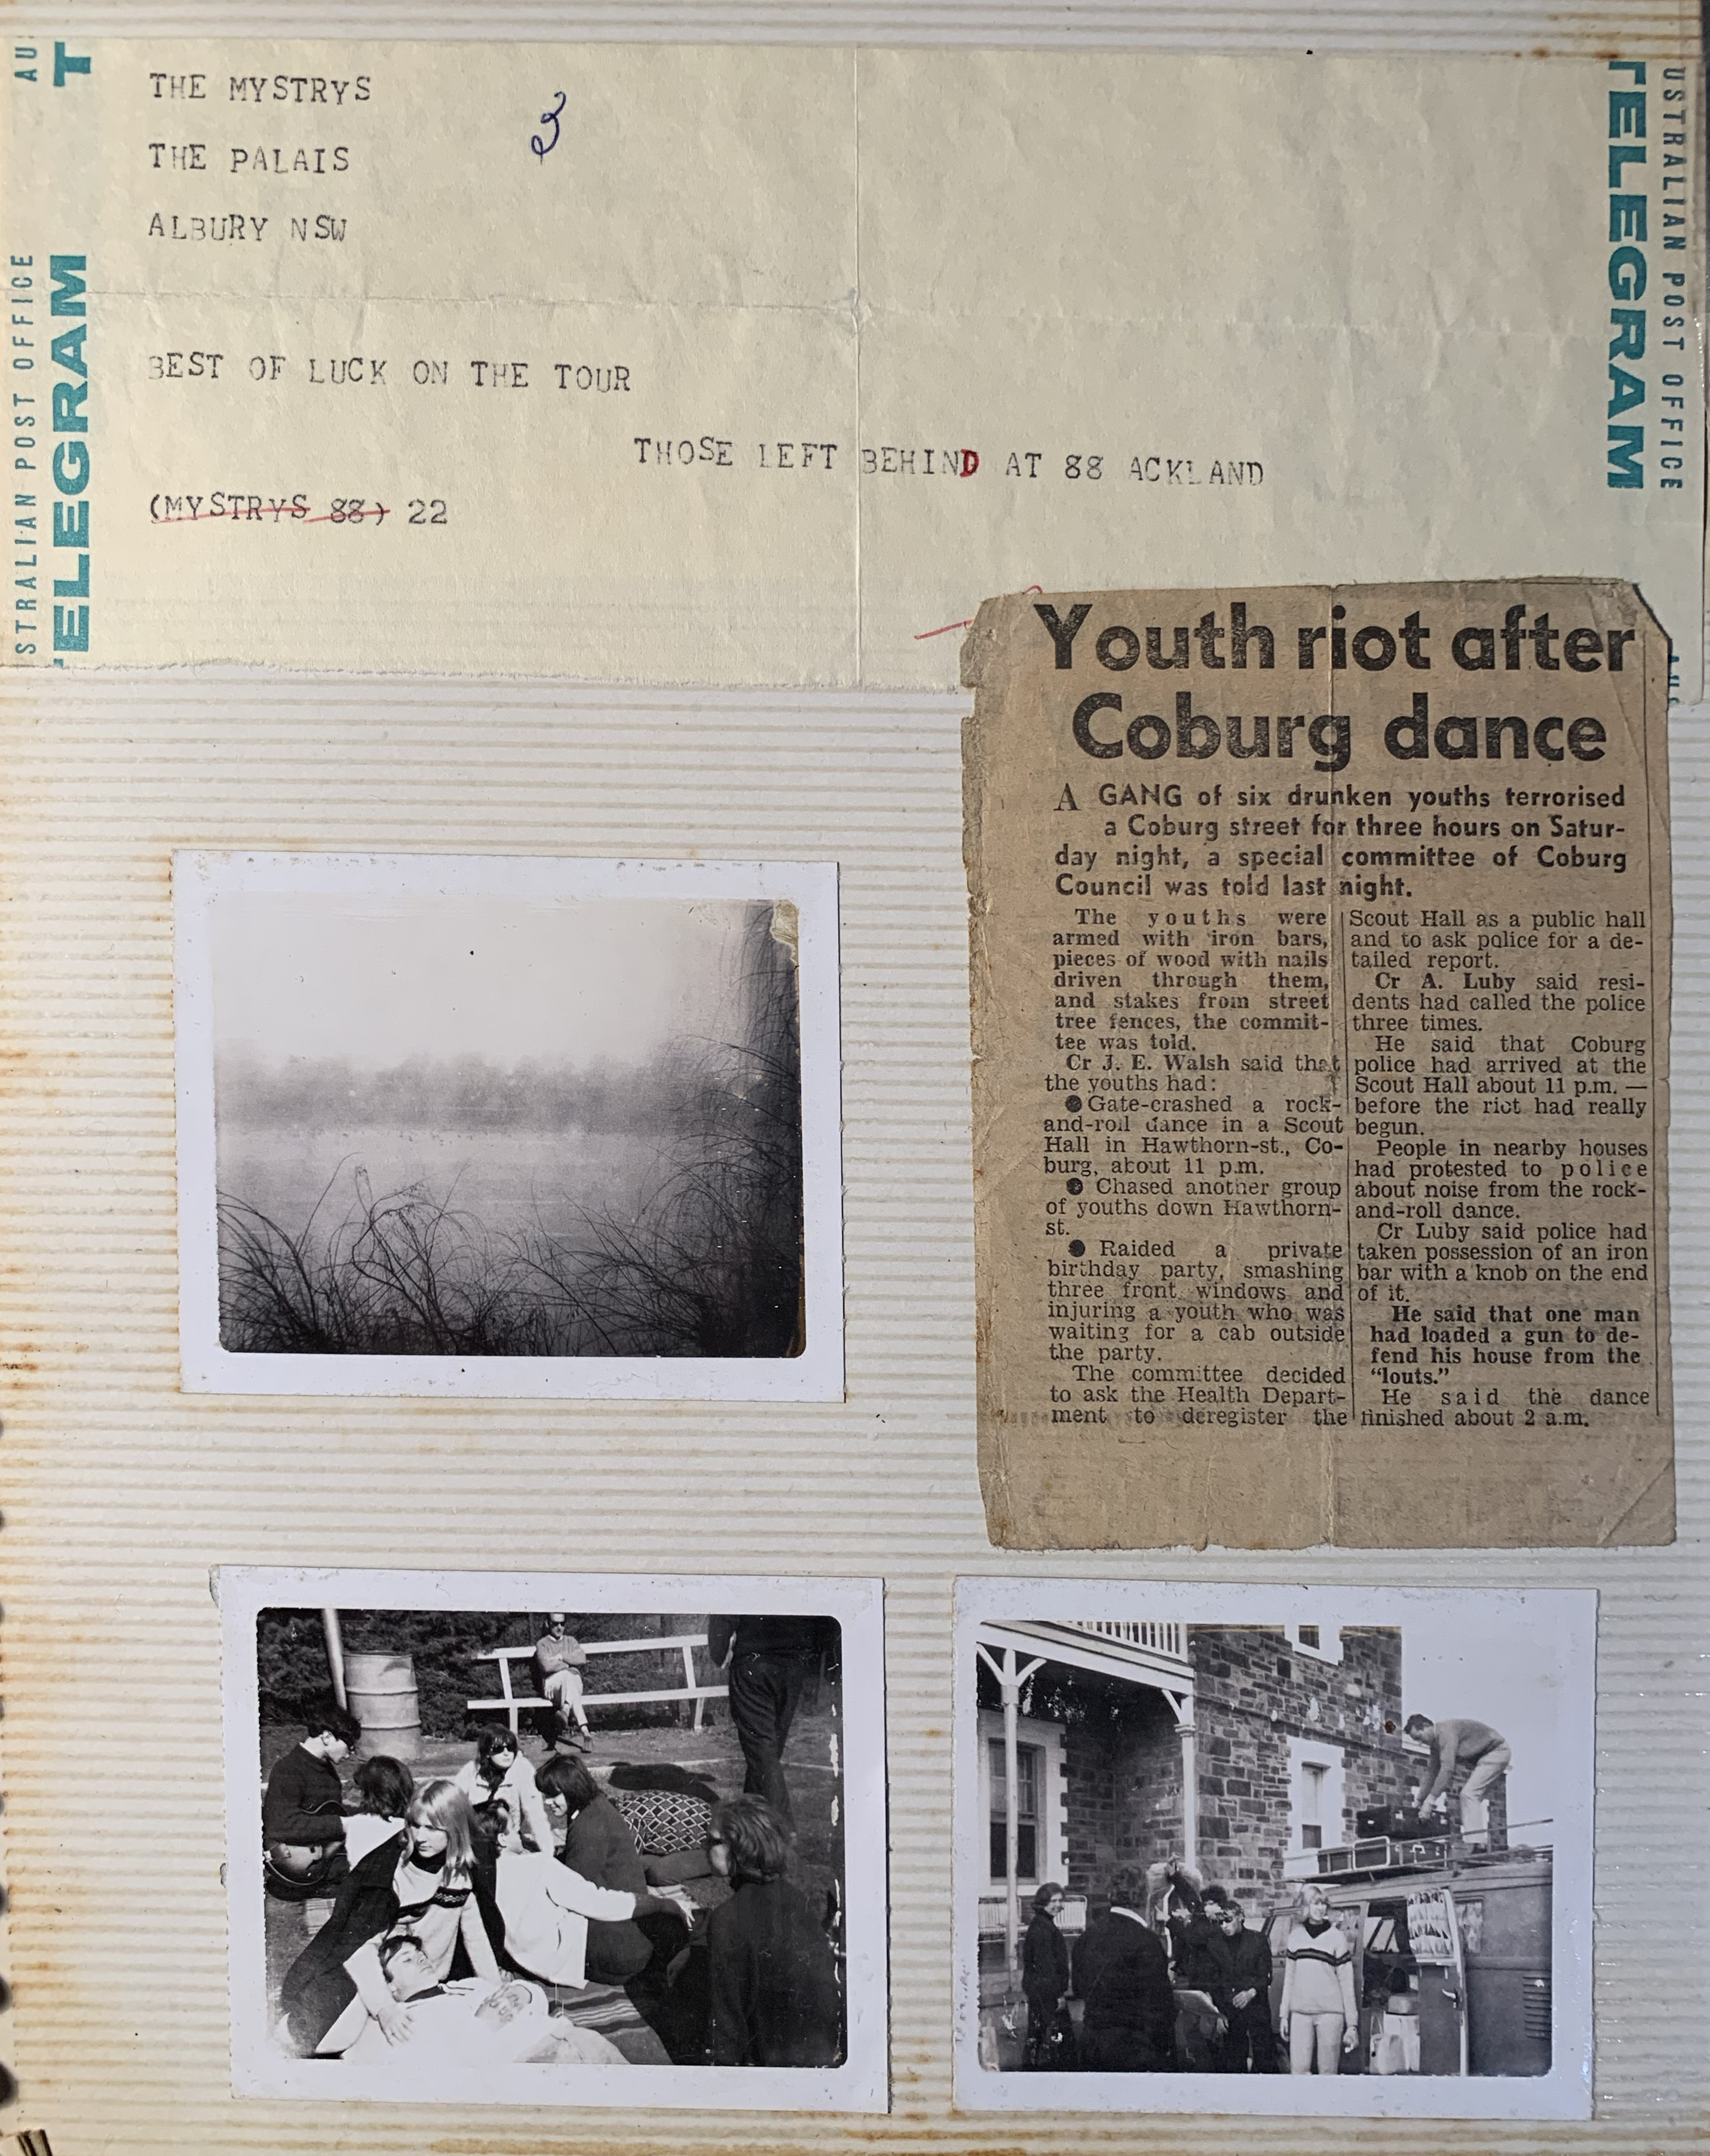 THE MYSTRYS
THE PALAIS
ALBURY NSW
3
BEST OF LUCK ON THE TOUR
THOSE LEFT BEHIND AT 88 ACKLAND
(MYSTRYS 88) 22
AU
T
STRALIAN POST OFFICE
ELEGRAM
USTRALIAN POST OFFICE
TELEGRAM
Youth riot after
Coburg dance
A GANG of six drunken youths terrorised
a Coburg street for three hours on Satur-
day night, a special committee of Coburg
Council was told last night.
The youths were
armed with iron bars,
pieces of wood with nails
driven through them,
and stakes from street
tree fences, the commit-
tee was told.
Cr J. E. Walsh said that
the youths had:
● Gate-crashed a rock-
and-roll dance in a Scout
Hall in Hawthorn-st., Co-
burg, about 11 p.m.
● Chased another group
of youths down Hawthorn-
st.
● Raided a private
birthday party, smashing
three front windows and
injuring a youth who was
waiting for a cab outside
the party.
The committee decided
to ask the Health Depart-
ment to deregister the
Scout Hall as a public hall
and to ask police for a de-
tailed report.
Cr A. Luby said resi-
dents had called the police
three times.
He said that Coburg
police had arrived at the
Scout Hall about 11 p.m. —
before the riot had really
begun.
People in nearby houses
had protested to police
about noise from the rock-
and-roll dance.
Cr Luby said police had
taken possession of an iron
bar with a knob on the end
of it.
He said that one man
had loaded a gun to de-
fend his house from the
"louts."
He said the dance
finished about 2 a.m.